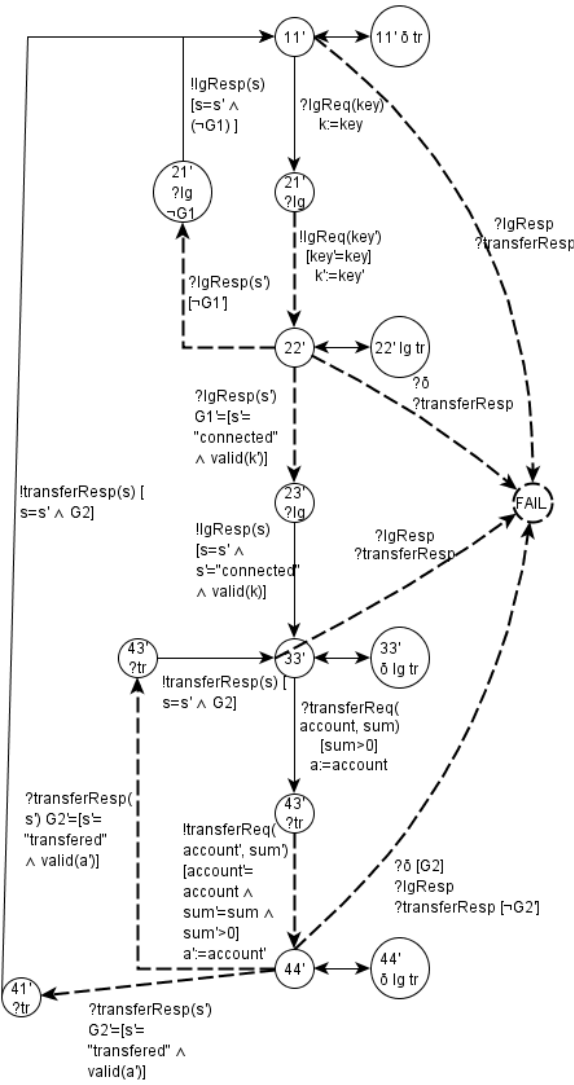 11'
11' δ tr
!lgResp(s)
[s=s' ∧
(¬G1) ]
?lgReq(key)
k:=key
21'
?lg
¬G1
21'
?lg
?lgResp
?transferResp
!lgReq(key')
[key'=key]
k':=key'
?lgResp(s')
[¬G1']
22'
22' lg tr
?δ
?transferResp
?lgResp(s')
G1'=[s'=
"connected"
∧ valid(k')]
!transferResp(s) [
s=s' ∧ G2]
23'
?lg
FAIL
!lgResp(s)
[s=s' ∧
s'="connected"
∧ valid(k)]
?lgResp
?transferResp
43'
?tr
33'
33'
δ lg tr
!transferResp(s) [
s=s' ∧ G2]
?transferReq(
account, sum)
[sum>0]
a:=account
?transferResp(
s') G2'=[s'=
"transfered"
∧ valid(a')]
43'
?tr
!transferReq(
account', sum')
[account'=
account ∧
sum'=sum ∧
sum'>0]
a':=account'
?δ [G2]
?lgResp
?transferResp [¬G2']
44'
44'
δ lg tr
41'
?tr
?transferResp(s')
G2'=[s'=
"transfered" ∧
valid(a')]